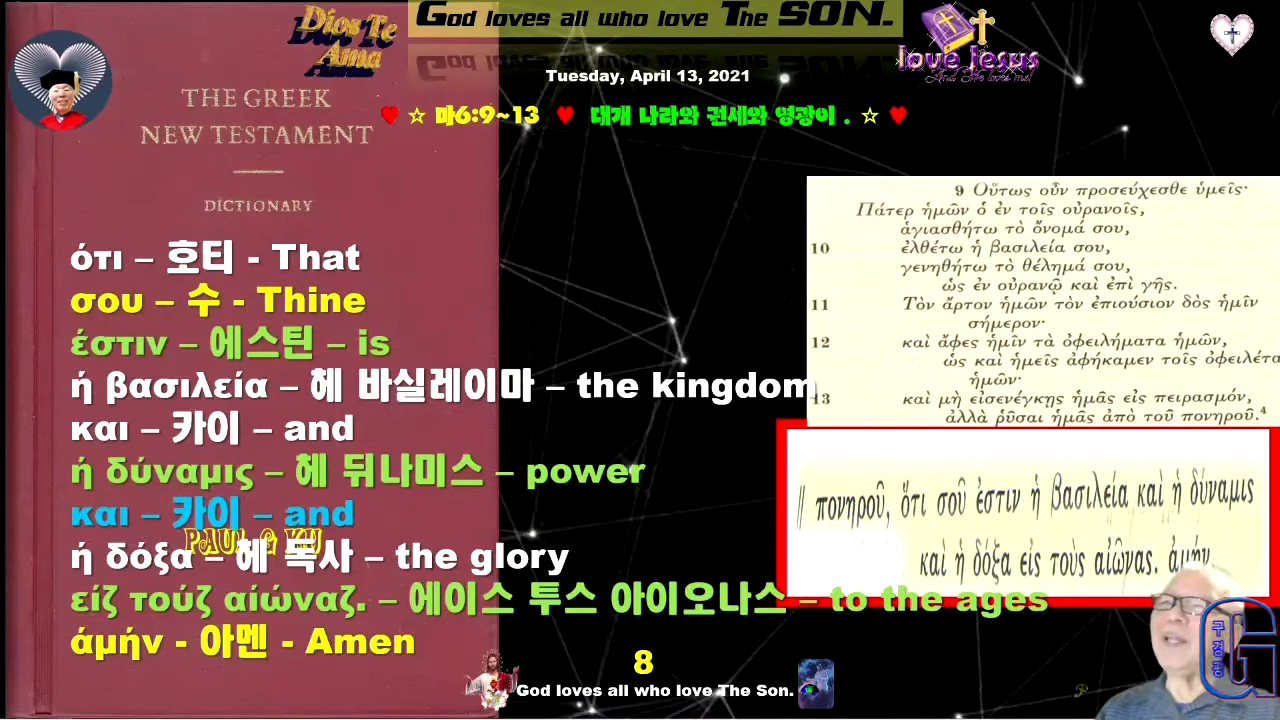 Dios Te
Ama
God loves all who love The SON.
love Jesus
And He loves me!
Tuesday, April 13, 2021
♥ ☆ 마6:9~13 ♥ 대개 나라와 권세와 영광이 . ☆ ♥
THE GREEK
NEW TESTAMENT
DICTIONARY
ότι – 호티 - That
σου – 수 - Thine
έστιν – 에스틴 – is
ή βασιλεία – 헤 바실레이마 – the kingdom
και – 카이 – and
ή δύναμις – 헤 뒤나미스 – power
και – 카이 – and
PAUL G KU
ή δόξα – 헤 독사 – the glory
είζ τούζ αίώναζ. – 에이스 투스 아이오나스 – to the ages
άμήν - 아멘 - Amen
9 Οὕτως οὖν προσεύχεσθε ὑμεῖς·
Πάτερ ἡμῶν ὁ ἐν τοῖς οὐρανοῖς,
ἁγιασθήτω τὸ ὄνομά σου,
10 ἐλθέτω ἡ βασιλεία σου,
γενηθήτω τὸ θέλημά σου,
ὡς ἐν οὐρανῷ καὶ ἐπὶ γῆς.
11 Τὸν ἄρτον ἡμῶν τὸν ἐπιούσιον δὸς ἡμῖν
σήμερον·
12 καὶ ἄφες ἡμῖν τὰ ὀφειλήματα ἡμῶν,
ὡς καὶ ἡμεῖς ἀφήκαμεν τοῖς ὀφειλέτα
ἡμῶν·
13 καὶ μὴ εἰσενέγκῃς ἡμᾶς εἰς πειρασμόν,
ἀλλὰ ῥῦσαι ἡμᾶς ἀπὸ τοῦ πονηροῦ.4
// πονηροῦ, ὅτι σοῦ ἐστιν ἡ βασιλεία καὶ ἡ δύναμις
καὶ ἡ δόξα εἰς τοὺς αἰῶνας. ἀμήν.
8
God loves all who love The Son.
G